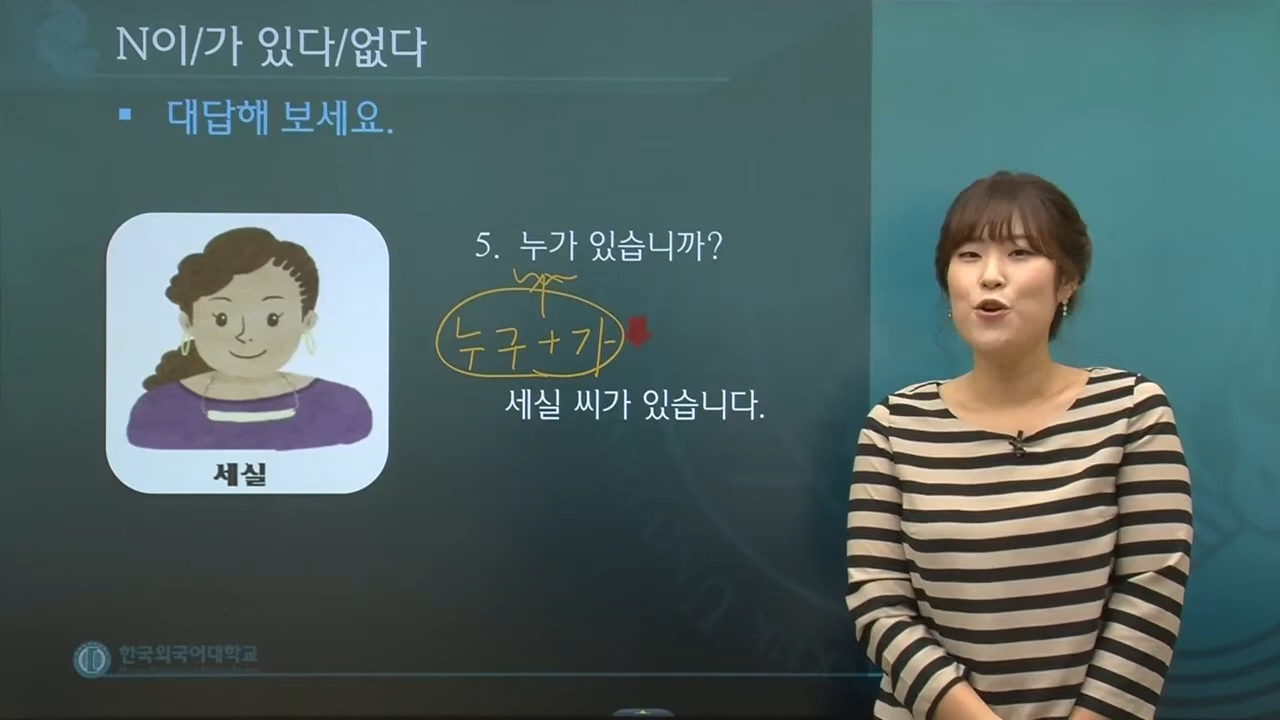 N이/가 있다/없다
▪ 대답해 보세요.
5. 누가 있습니까?
누구+가
세실 씨가 있습니다.
세실
한국외국어대학교